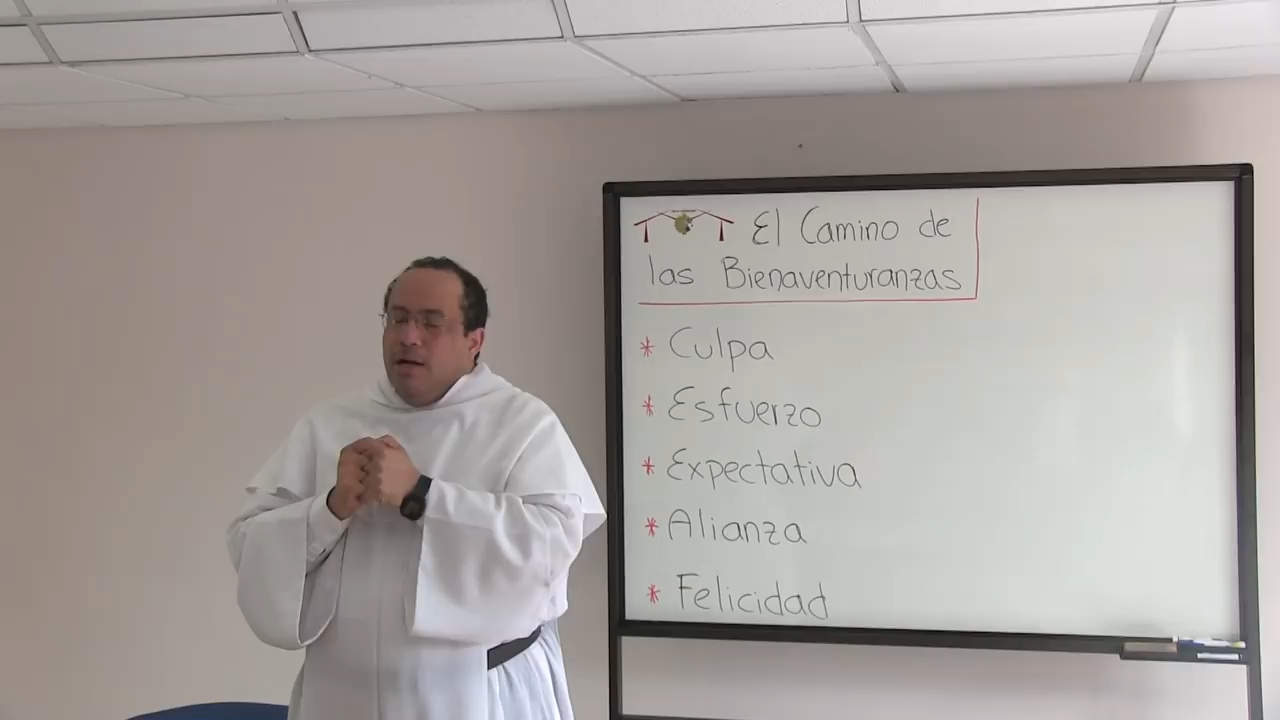 El Camino de
las Bienaventuranzas
* Culpa
* Esfuerzo
* Expectativa
* Alianza
* Felicidad